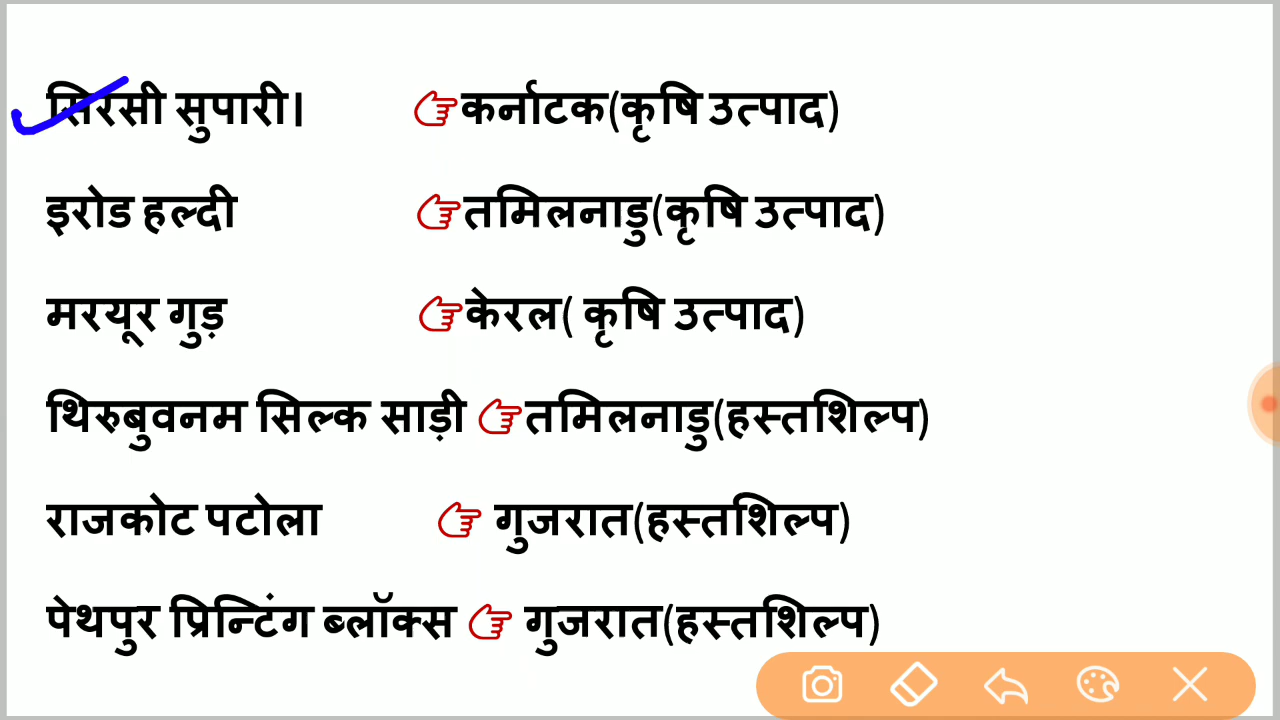 सिरसी सुपारी। 👉कर्नाटक(कृषि उत्पाद)
इरोड हल्दी 👉तमिलनाडु(कृषि उत्पाद)
मरयूर गुड़ 👉केरल( कृषि उत्पाद)
थिरुबुवनम सिल्क साड़ी 👉तमिलनाडु(हस्तशिल्प)
राजकोट पटोला 👉 गुजरात(हस्तशिल्प)
पेथपुर प्रिन्टिंग ब्लॉक्स 👉 गुजरात(हस्तशिल्प)